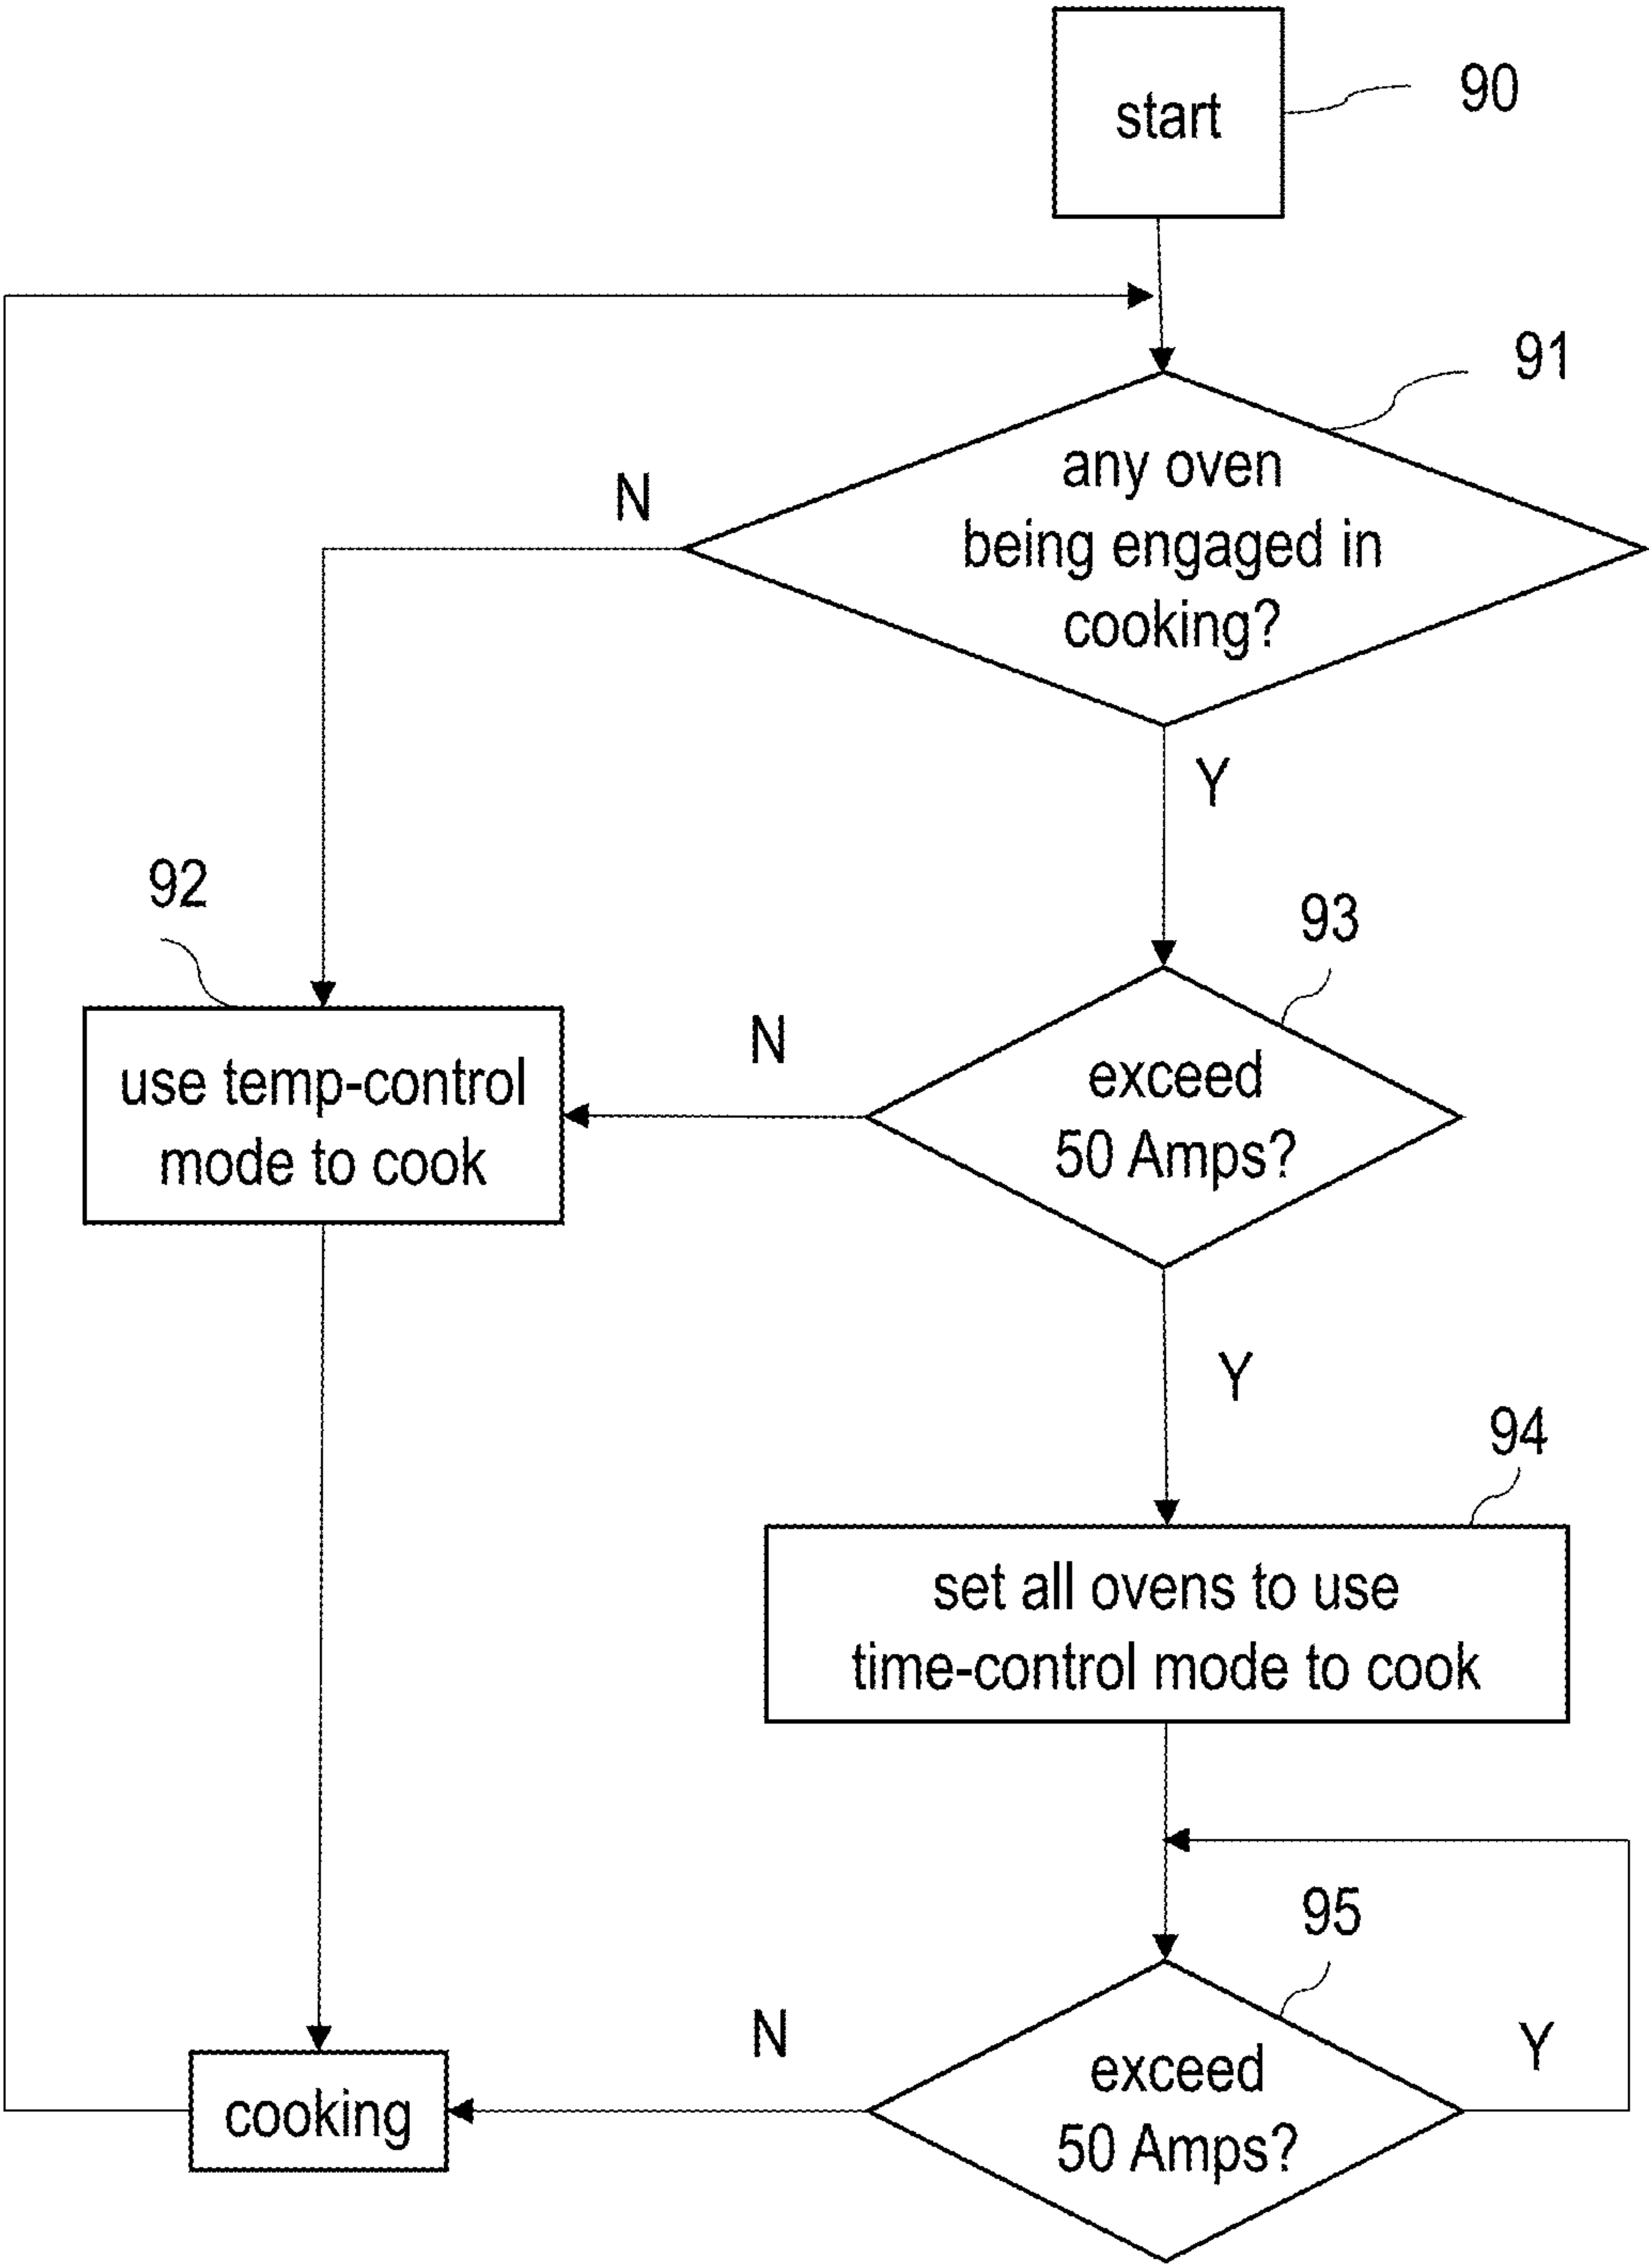 start
90
91
any oven
being engaged in
cooking?
N
Y
92
93
use temp-control
mode to cook
N
exceed
50 Amps?
Y
94
set all ovens to use
time-control mode to cook
95
N
exceed
50 Amps?
Y
cooking